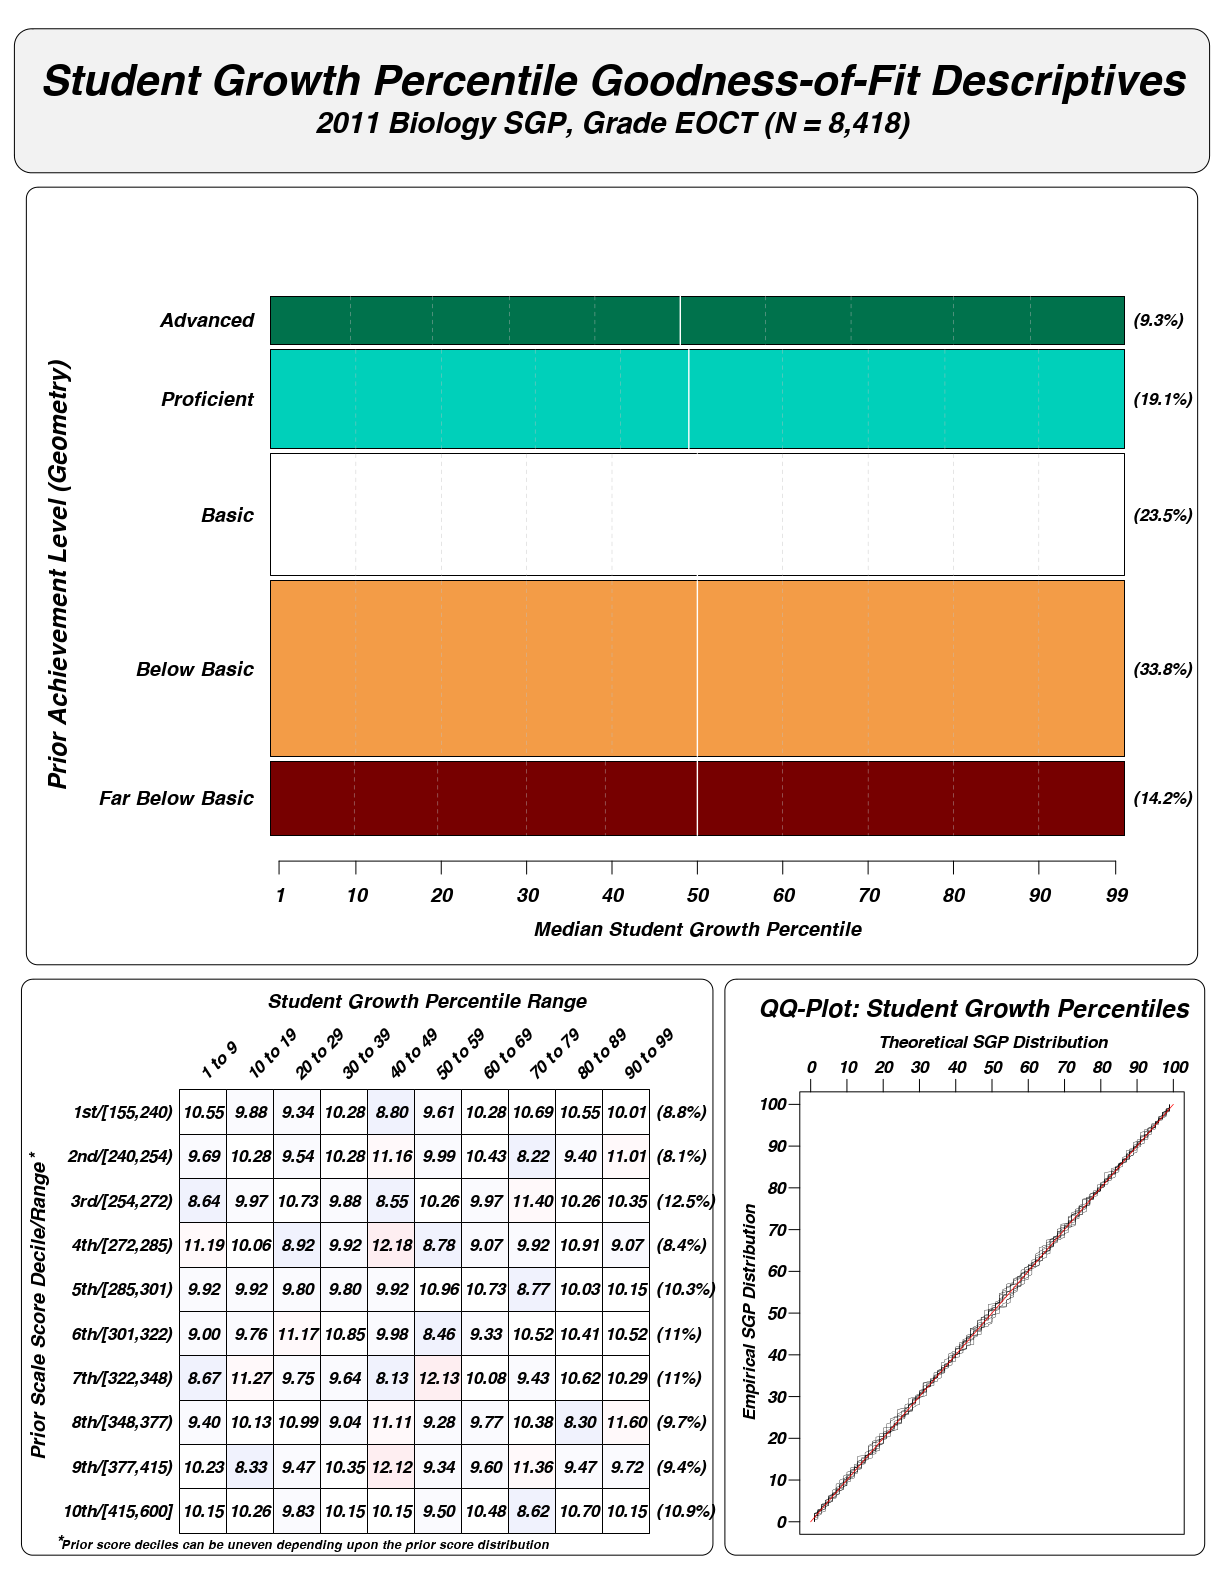 Student Growth Percentile Goodness-of-Fit Descriptives
2011 Biology SGP, Grade EOCT (N = 8,418)
Prior Achievement Level (Geometry)
Advanced (9.3%)
Proficient (19.1%)
Basic (23.5%)
Below Basic (33.8%)
Far Below Basic (14.2%)
1 10 20 30 40 50 60 70 80 90 99
Median Student Growth Percentile
Student Growth Percentile Range
1 to 9 10 to 19 20 to 29 30 to 39 40 to 49 50 to 59 60 to 69 70 to 79 80 to 89 90 to 99
Prior Scale Score Decile/Range*
1st/[155,240) 10.55 9.88 9.34 10.28 8.80 9.61 10.28 10.69 10.55 10.01 (8.8%)
2nd/[240,254) 9.69 10.28 9.54 10.28 11.16 9.99 10.43 8.22 9.40 11.01 (8.1%)
3rd/[254,272) 8.64 9.97 10.73 9.88 8.55 10.26 9.97 11.40 10.26 10.35 (12.5%)
4th/[272,285) 11.19 10.06 8.92 9.92 12.18 8.78 9.07 9.92 10.91 9.07 (8.4%)
5th/[285,301) 9.92 9.92 9.80 9.80 9.92 10.96 10.73 8.77 10.03 10.15 (10.3%)
6th/[301,322) 9.00 9.76 11.17 10.85 9.98 8.46 9.33 10.52 10.41 10.52 (11%)
7th/[322,348) 8.67 11.27 9.75 9.64 8.13 12.13 10.08 9.43 10.62 10.29 (11%)
8th/[348,377) 9.40 10.13 10.99 9.04 11.11 9.28 9.77 10.38 8.30 11.60 (9.7%)
9th/[377,415) 10.23 8.33 9.47 10.35 12.12 9.34 9.60 11.36 9.47 9.72 (9.4%)
10th/[415,600] 10.15 10.26 9.83 10.15 10.15 9.50 10.48 8.62 10.70 10.15 (10.9%)
*Prior score deciles can be uneven depending upon the prior score distribution
QQ-Plot: Student Growth Percentiles
Theoretical SGP Distribution
0 10 20 30 40 50 60 70 80 90 100
Empirical SGP Distribution
100
90
80
70
60
50
40
30
20
10
0